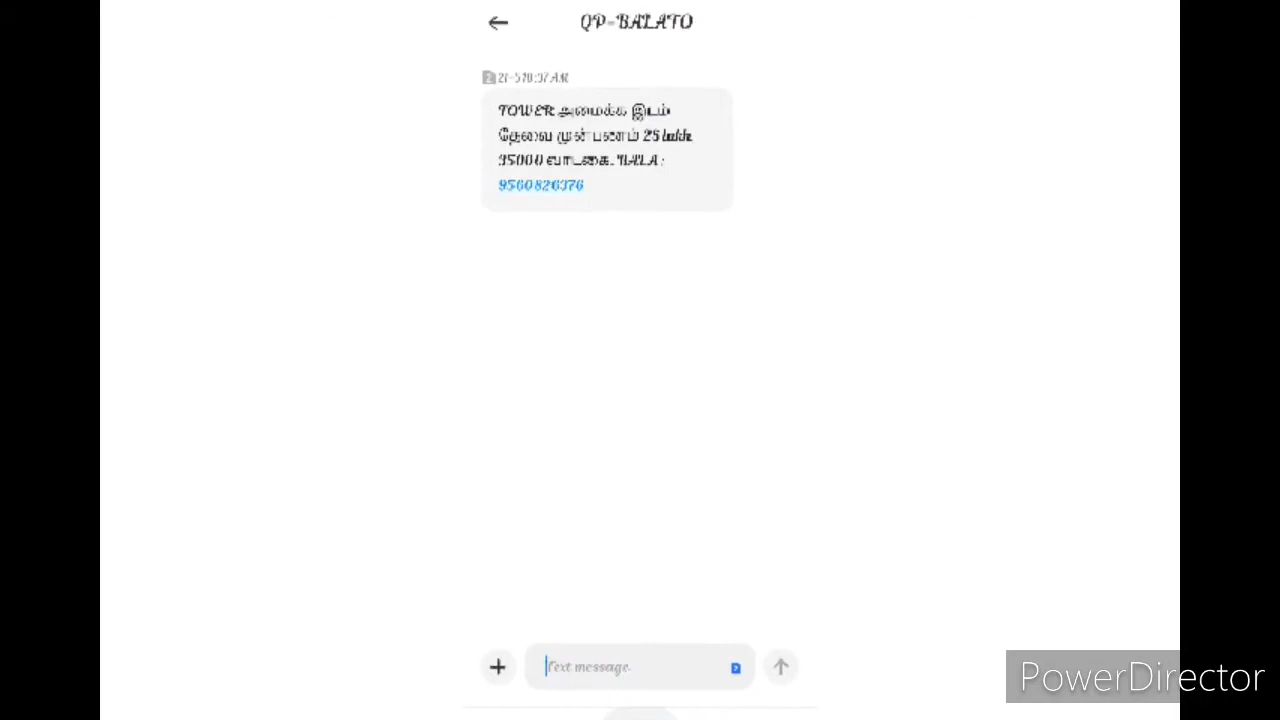 QP-BALATO
TOWER அமைக்க இடம்
தேவை முன் பணம் 25 lakh
35000 வாடகை. BALA :
9560826376
Text message
PowerDirector